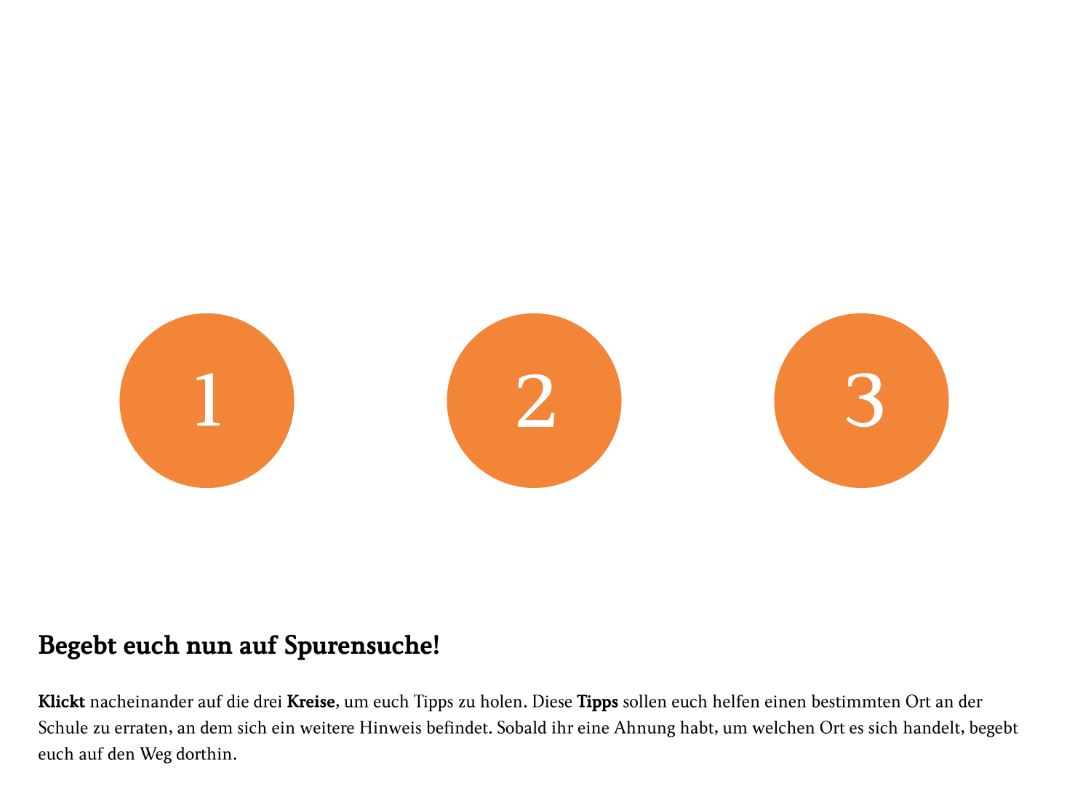 1 2 3
Begebt euch nun auf Spurensuche!
Klickt nacheinander auf die drei Kreise, um euch Tipps zu holen. Diese Tipps sollen euch helfen einen bestimmten Ort an der
Schule zu erraten, an dem sich ein weitere Hinweis befindet. Sobald ihr eine Ahnung habt, um welchen Ort es sich handelt, begebt
euch auf den Weg dorthin.